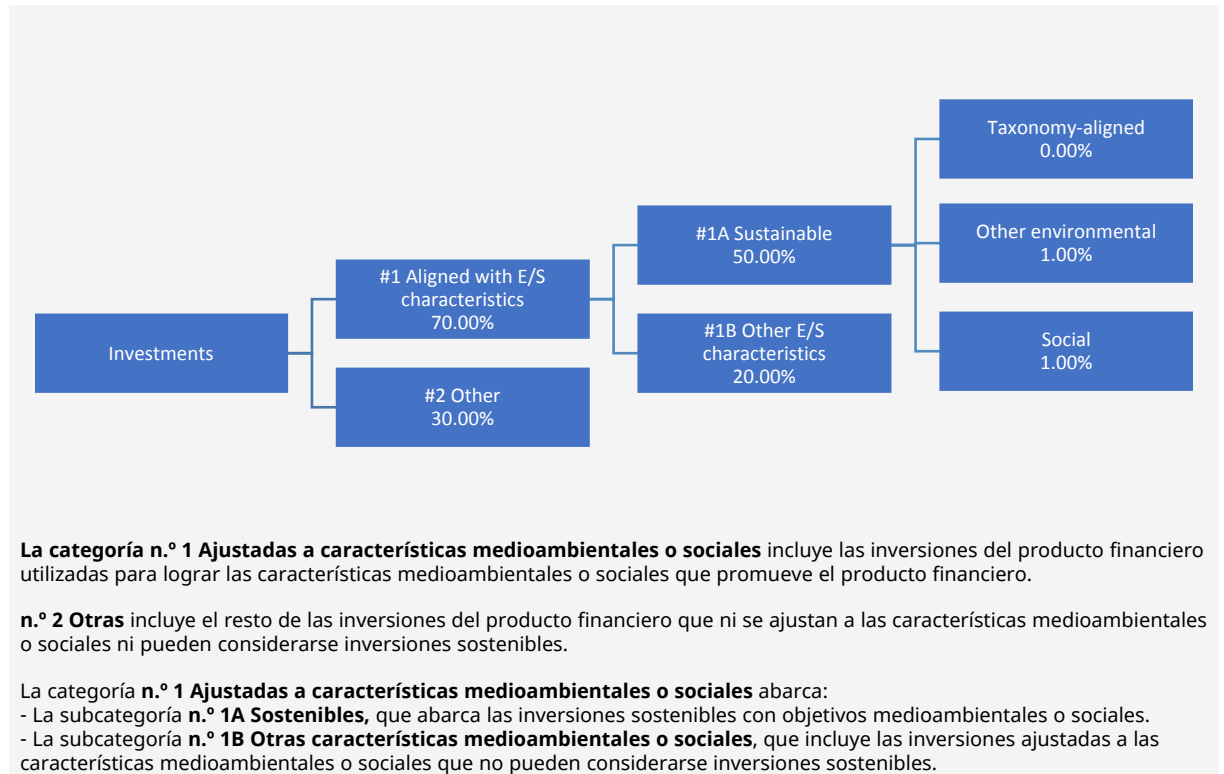 Investments
#1 Aligned with E/S
characteristics
70.00%
#2 Other
30.00%
#1A Sustainable
50.00%
#1B Other E/S
characteristics
20.00%
Taxonomy-aligned
0.00%
Other environmental
1.00%
Social
1.00%
La categoría n.º 1 Ajustadas a características medioambientales o sociales incluye las inversiones del producto financiero
utilizadas para lograr las características medioambientales o sociales que promueve el producto financiero.
n.º 2 Otras incluye el resto de las inversiones del producto financiero que ni se ajustan a las características medioambientales
o sociales ni pueden considerarse inversiones sostenibles.
La categoría n.º 1 Ajustadas a características medioambientales o sociales abarca:
- La subcategoría n.º 1A Sostenibles, que abarca las inversiones sostenibles con objetivos medioambientales o sociales.
- La subcategoría n.º 1B Otras características medioambientales o sociales, que incluye las inversiones ajustadas a las
características medioambientales o sociales que no pueden considerarse inversiones sostenibles.